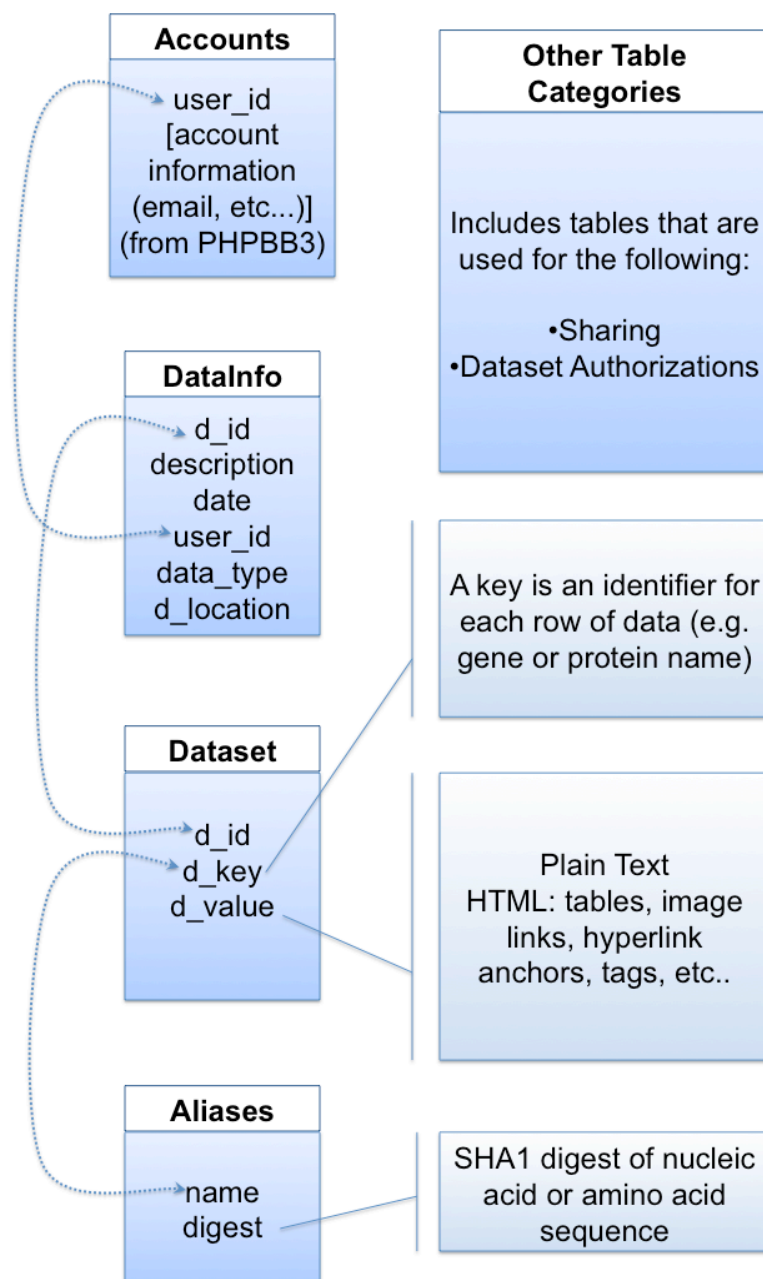 Accounts
user_id
[account
information
(email, etc...)]
(from PHPBB3)
Other Table
Categories
Includes tables that are
used for the following:
•Sharing
•Dataset Authorizations
DataInfo
d_id
description
date
user_id
data_type
d_location
A key is an identifier for
each row of data (e.g.
gene or protein name)
Dataset
d_id
d_key
d_value
Plain Text
HTML: tables, image
links, hyperlink
anchors, tags, etc..
Aliases
name
digest
SHA1 digest of nucleic
acid or amino acid
sequence